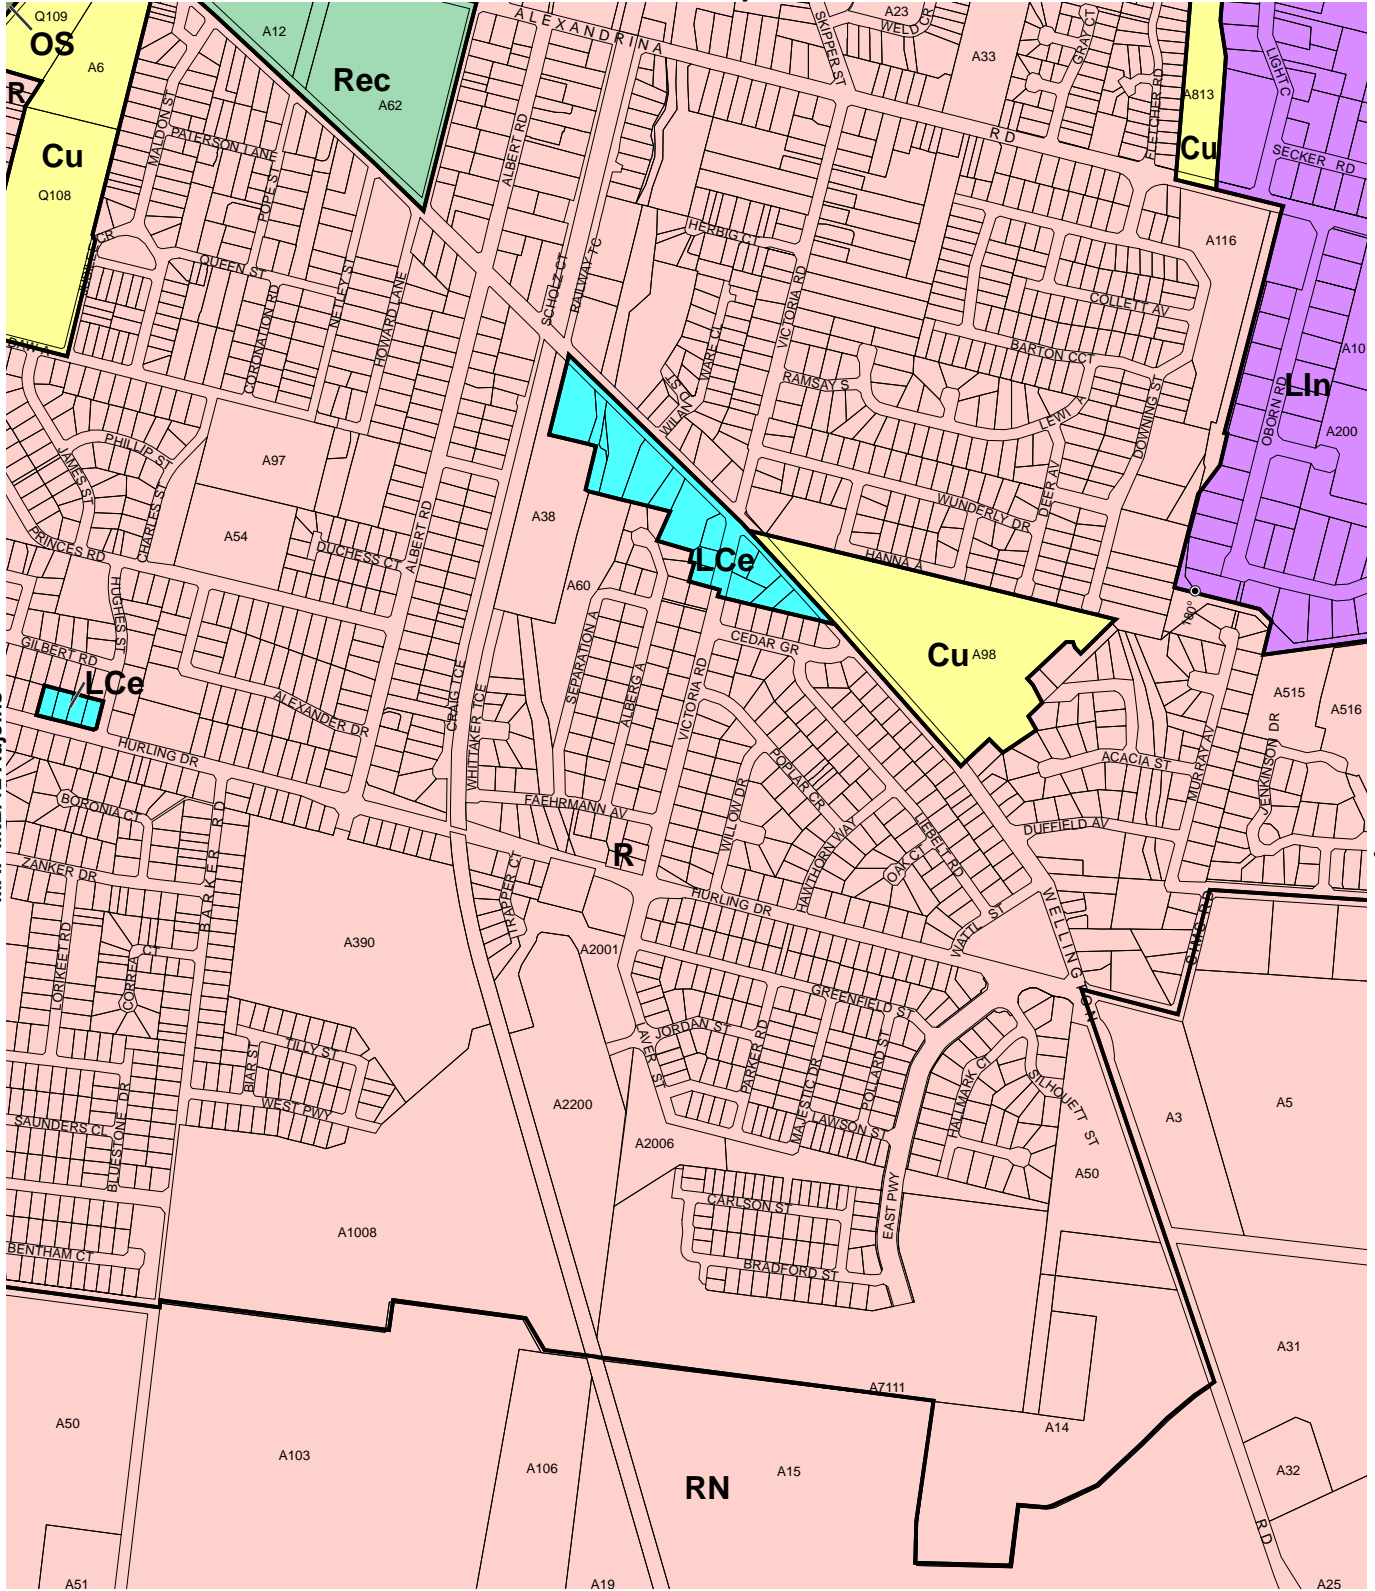 Q109
OS
A6
R
Cu
Q108
A12
Rec
A62
ALEXANDRINA
RD
SKIPPER ST
A23
WELD CR
A33
GRAY CT
FLETCHER RD
A813
Cu
LIGHTC
SECKER RD
MALDON ST
PATERSON LANE
POPE ST
ALBERT RD
QUEEN ST
CORONATION RD
NETLEY ST
HOWARD LANE
SCHOLZ CT
RAILWAY TC
HERBIG CT
VICTORIA RD
WARE CL
WILAND ST
RAMSAY S
A116
COLLETT AV
BARTON CCT
LEWI A
DOWNING ST
DEER AV
WUNDERLY DR
HANNA A
A10
LIn
OBORN RD
A200
PHILLIP ST
JAMES ST
CHARLES ST
A97
A54
DUCHESS CT
ALBERT RD
PRINCES RD
HUGHES ST
GILBERT RD
LCe
ALEXANDER DR
HURLING DR
A38
A60
LCe
CEDAR GR
Cu
A98
180°
SEPARATION A
ALBERG A
VICTORIA RD
CRAIG TCE
WHITTAKER TCE
FAEHRMANN AV
POPLAR CR
WILLOW DR
HAWTHORN WAY
OAK CT
LIEBELT RD
ACACIA ST
MURRAY AV
DUFFIELD AV
JENKINSON DR
A515
A516
BORONIA CT
BARKER RD
ZANKER DR
LORIKEET RD
CORREA CT
A390
TRAPPER CT
R
HURLING DR
WATTL ST
WELLINGTON
SIMS RD
A2001
GREENFIELD ST
JORDAN ST
LAVER ST
PARKER RD
MAJESTIC DR
POLLARD S
LAWSON S
HALLMARK CT
SILHOUETT ST
TILLY ST
BIAR S
WEST PWY
SAUNDERS CL
BLUESTONE DR
BENTHAM CT
A2200
A2006
CARLSON ST
BRADFORD ST
EAST PWY
A50
A3
A5
A1008
A7111
A31
A50
A103
A106
A15
A14
RN
A32
RD
A51
A19
A25